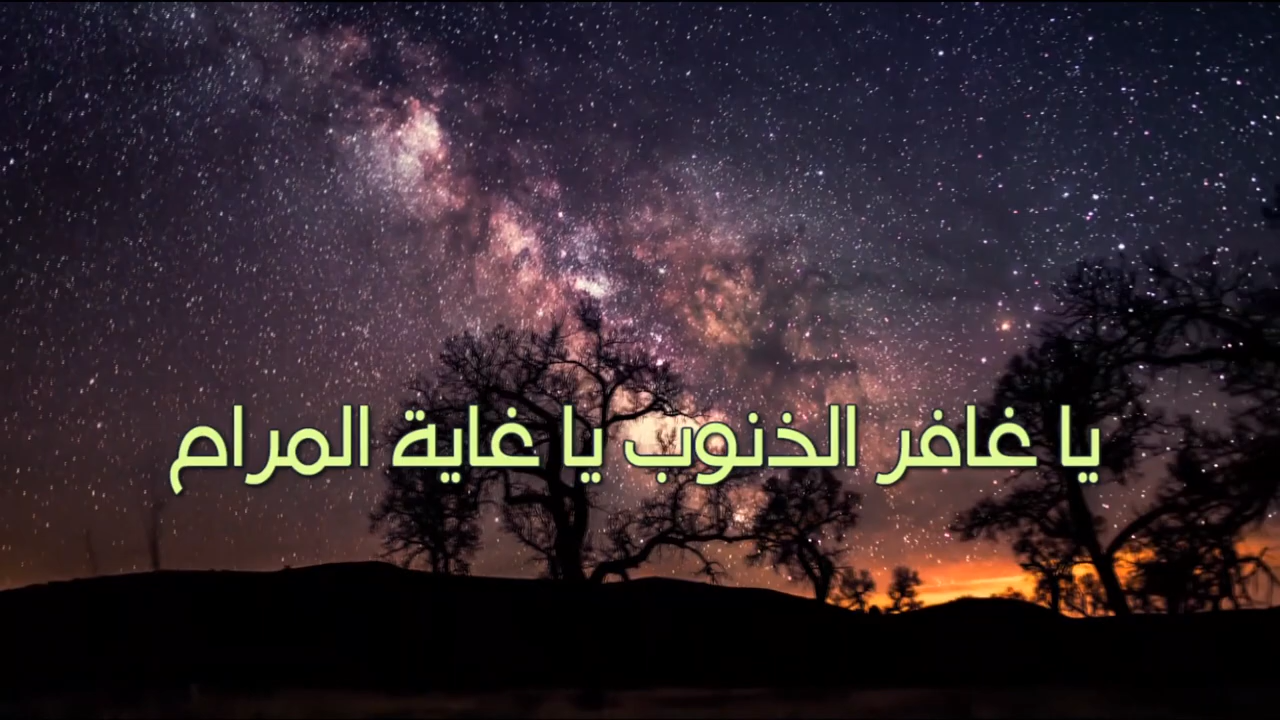 يا غافر الذنوب يا غاية المرام